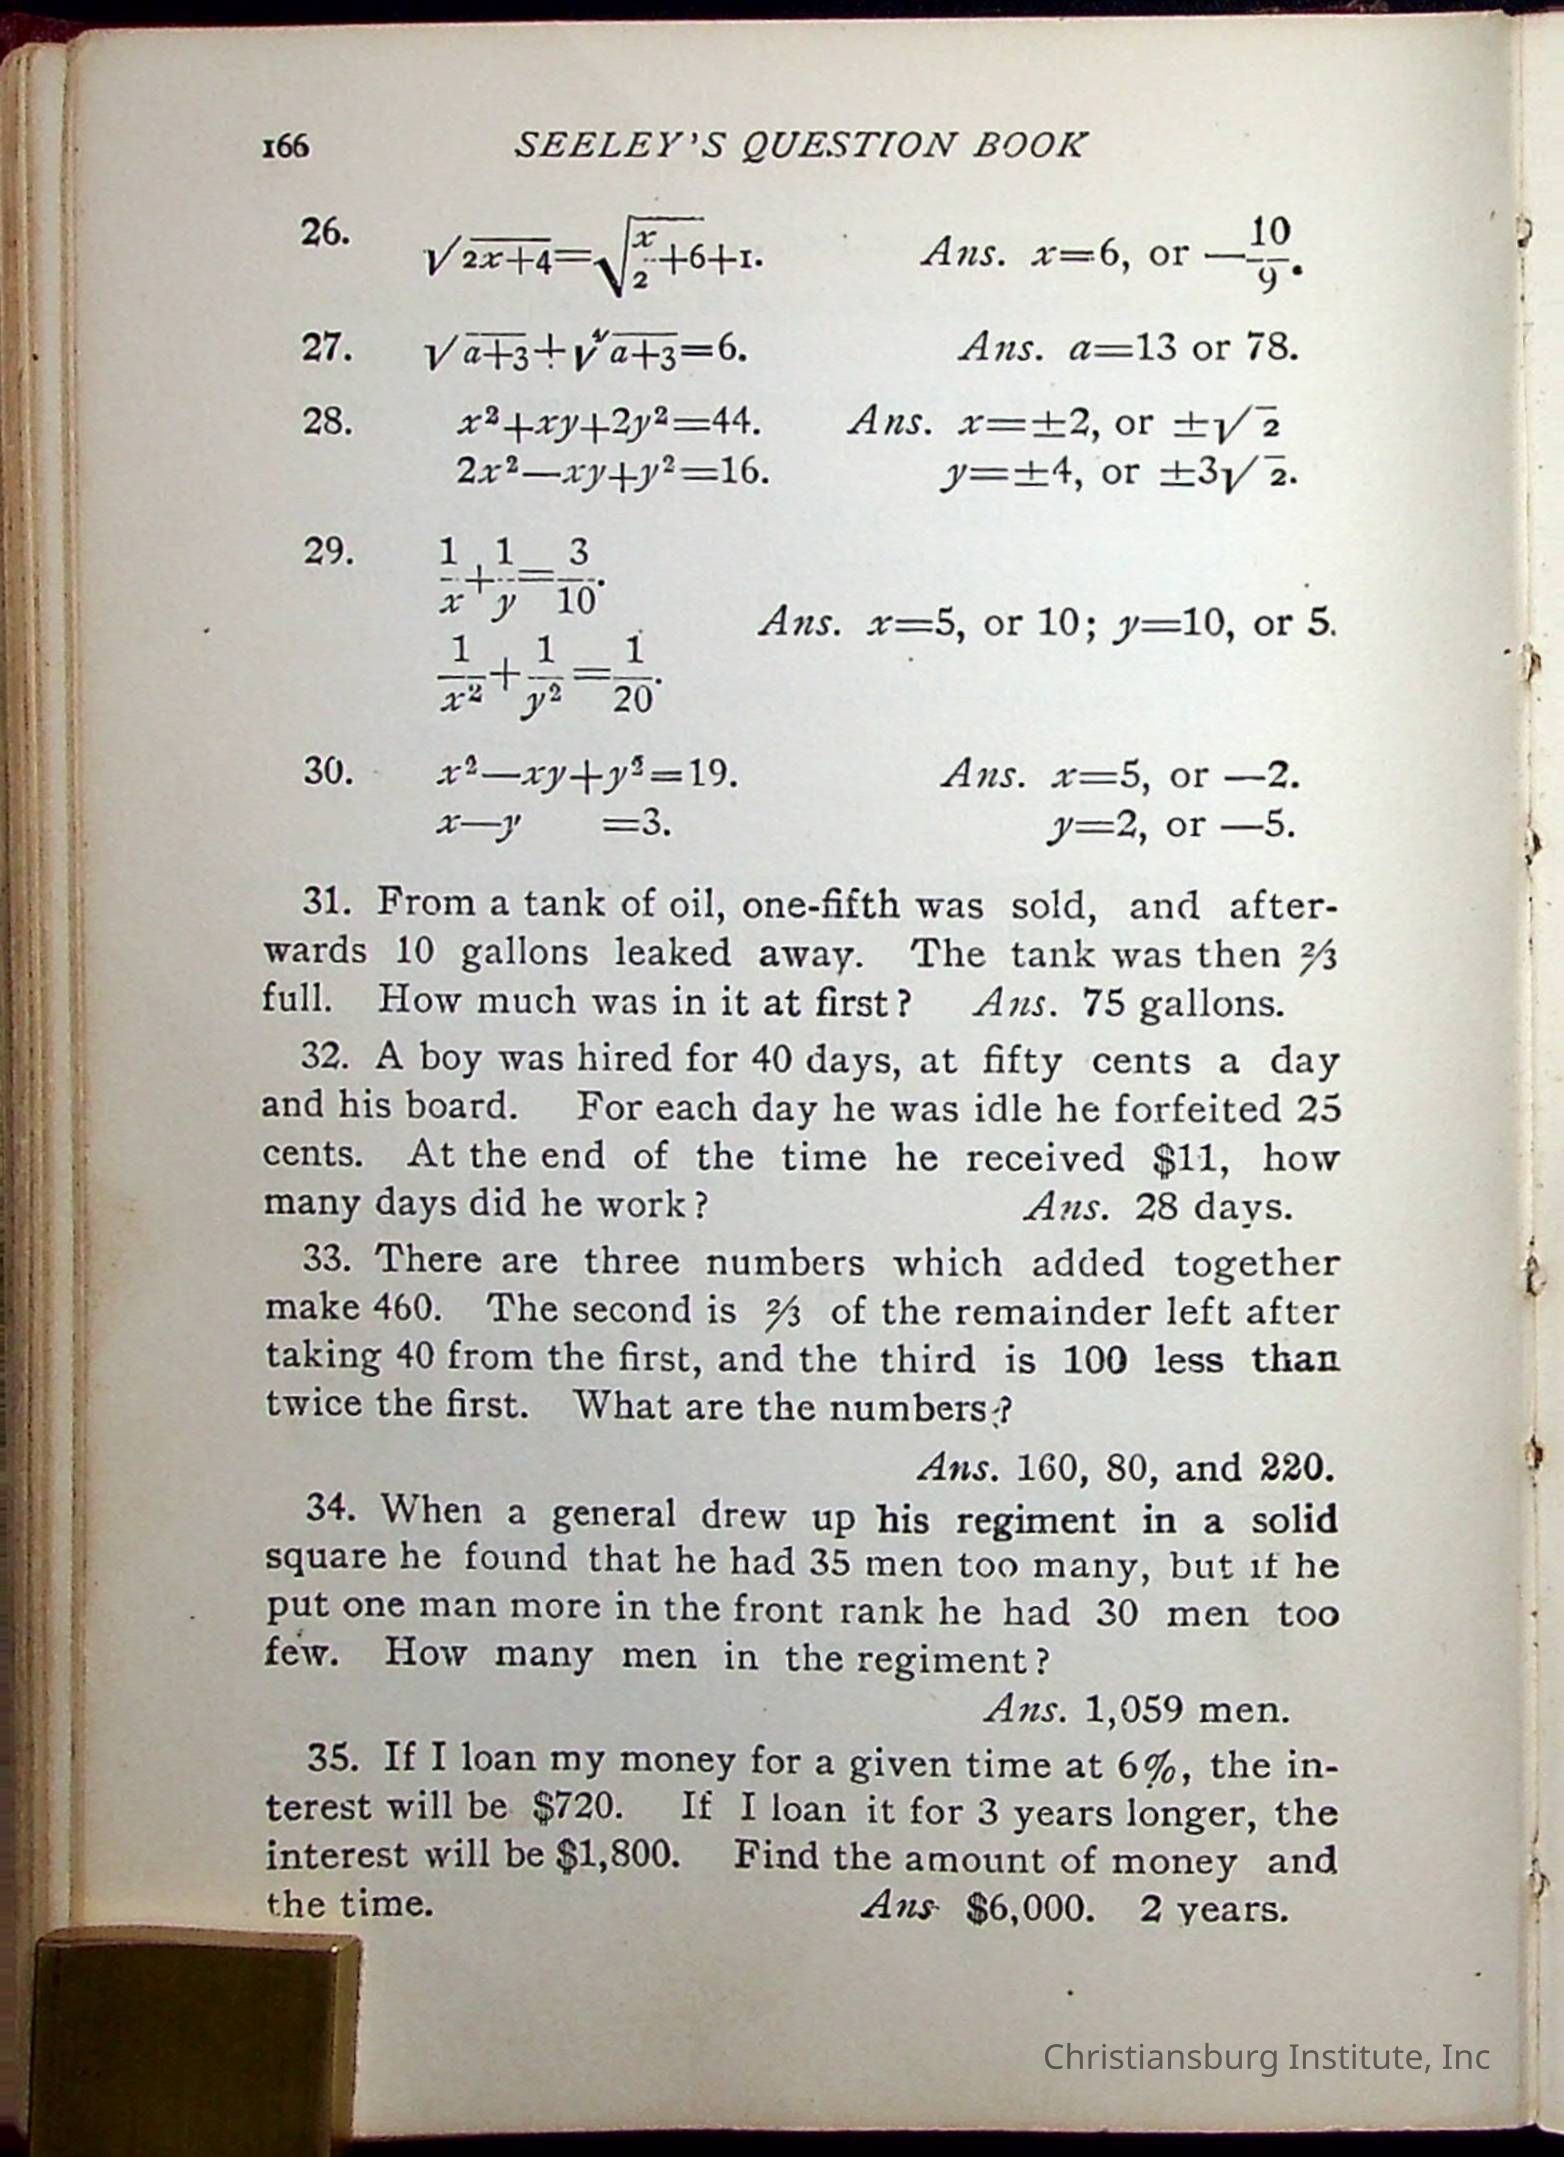 166 SEELEY'S QUESTION BOOK
26. √2x+4=√x/2+6+1. Ans. x=6, or —10/9.
27. √a+3+∜a+3=6. Ans. a=13 or 78.
28. x²+xy+2y²=44. Ans. x=±2, or ±√2
2x²—xy+y²=16. y=±4, or ±3√2.
29. 1/x+1/y=3/10.
Ans. x=5, or 10; y=10, or 5.
1/x²+1/y²=1/20.
30. x²—xy+y²=19. Ans. x=5, or —2.
x—y =3. y=2, or —5.
31. From a tank of oil, one-fifth was sold, and after-
wards 10 gallons leaked away. The tank was then ⅔
full. How much was in it at first? Ans. 75 gallons.
32. A boy was hired for 40 days, at fifty cents a day
and his board. For each day he was idle he forfeited 25
cents. At the end of the time he received $11, how
many days did he work? Ans. 28 days.
33. There are three numbers which added together
make 460. The second is ⅔ of the remainder left after
taking 40 from the first, and the third is 100 less than
twice the first. What are the numbers?
Ans. 160, 80, and 220.
34. When a general drew up his regiment in a solid
square he found that he had 35 men too many, but if he
put one man more in the front rank he had 30 men too
few. How many men in the regiment?
Ans. 1,059 men.
35. If I loan my money for a given time at 6%, the in-
terest will be $720. If I loan it for 3 years longer, the
interest will be $1,800. Find the amount of money and
the time. Ans. $6,000. 2 years.
Christiansburg Institute, Inc